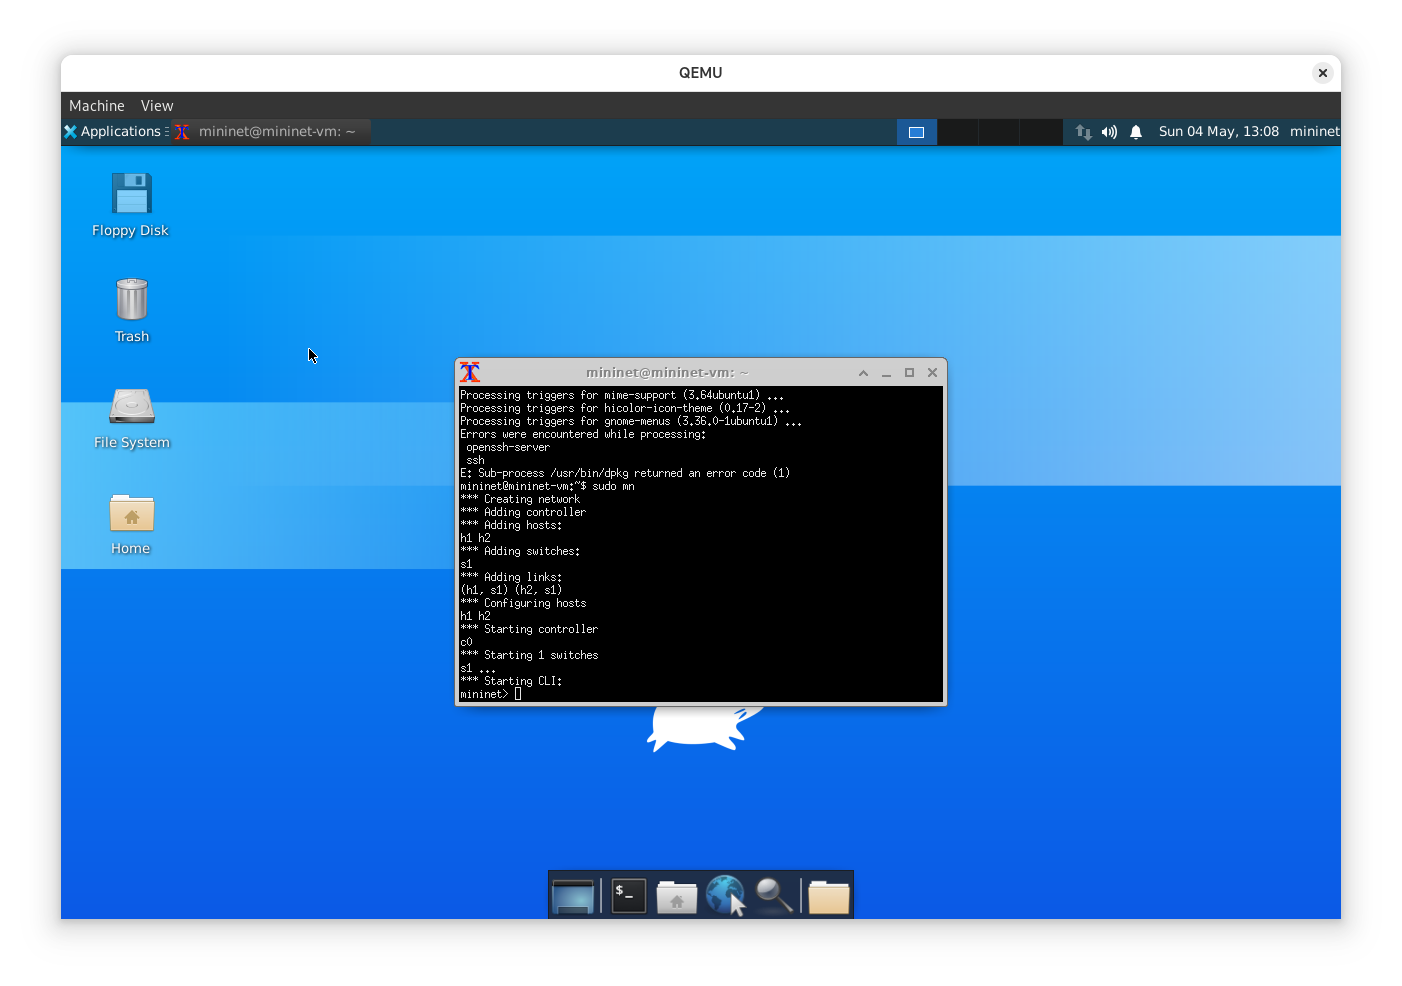 QEMU
Machine View
Applications mininet@mininet-vm: ~ Sun 04 May, 13:08 mininet
Floppy Disk
Trash
File System
Home
mininet@mininet-vm: ~
Processing triggers for mime-support (3.64ubuntu1) ...
Processing triggers for hicolor-icon-theme (0.17-2) ...
Processing triggers for gnome-menus (3.36.0-1ubuntu1) ...
Errors were encountered while processing:
 openssh-server
 ssh
E: Sub-process /usr/bin/dpkg returned an error code (1)
mininet@mininet-vm:~$ sudo mn
*** Creating network
*** Adding controller
*** Adding hosts:
h1 h2
*** Adding switches:
s1
*** Adding links:
(h1, s1) (h2, s1)
*** Configuring hosts
h1 h2
*** Starting controller
c0
*** Starting 1 switches
s1 ...
*** Starting CLI:
mininet>
$_